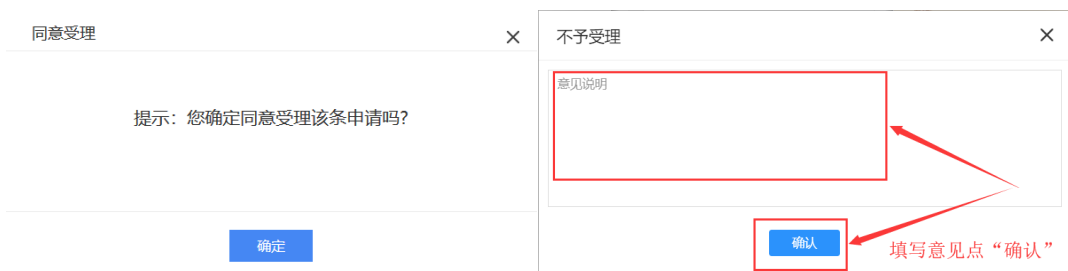 同意受理
提示：您确定同意受理该条申请吗?
确定
不予受理
意见说明
确认
填写意见点“确认”